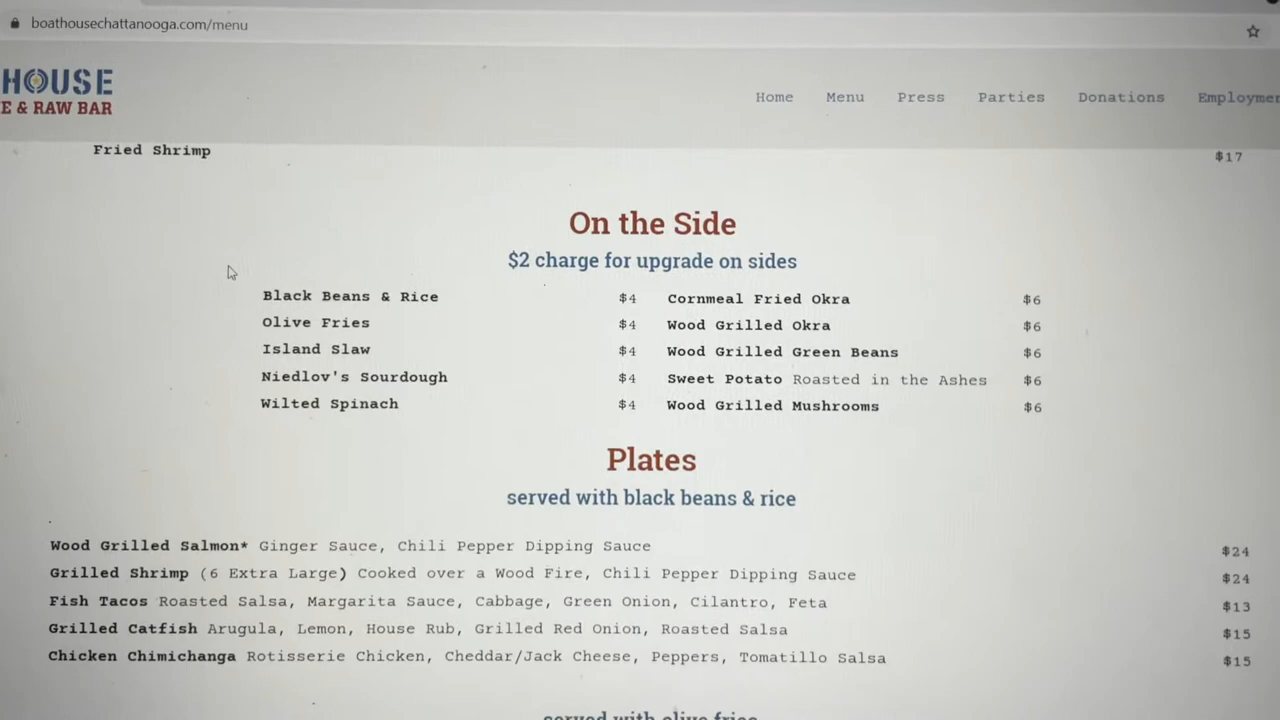 boathousechattanooga.com/menu
HOUSE
E & RAW BAR
Home Menu Press Parties Donations Employmen
Fried Shrimp $17
On the Side
$2 charge for upgrade on sides
Black Beans & Rice $4 Cornmeal Fried Okra $6
Olive Fries $4 Wood Grilled Okra $6
Island Slaw $4 Wood Grilled Green Beans $6
Niedlov's Sourdough $4 Sweet Potato Roasted in the Ashes $6
Wilted Spinach $4 Wood Grilled Mushrooms $6
Plates
served with black beans & rice
Wood Grilled Salmon* Ginger Sauce, Chili Pepper Dipping Sauce $24
Grilled Shrimp (6 Extra Large) Cooked over a Wood Fire, Chili Pepper Dipping Sauce $24
Fish Tacos Roasted Salsa, Margarita Sauce, Cabbage, Green Onion, Cilantro, Feta $13
Grilled Catfish Arugula, Lemon, House Rub, Grilled Red Onion, Roasted Salsa $15
Chicken Chimichanga Rotisserie Chicken, Cheddar/Jack Cheese, Peppers, Tomatillo Salsa $15
served with olive fries